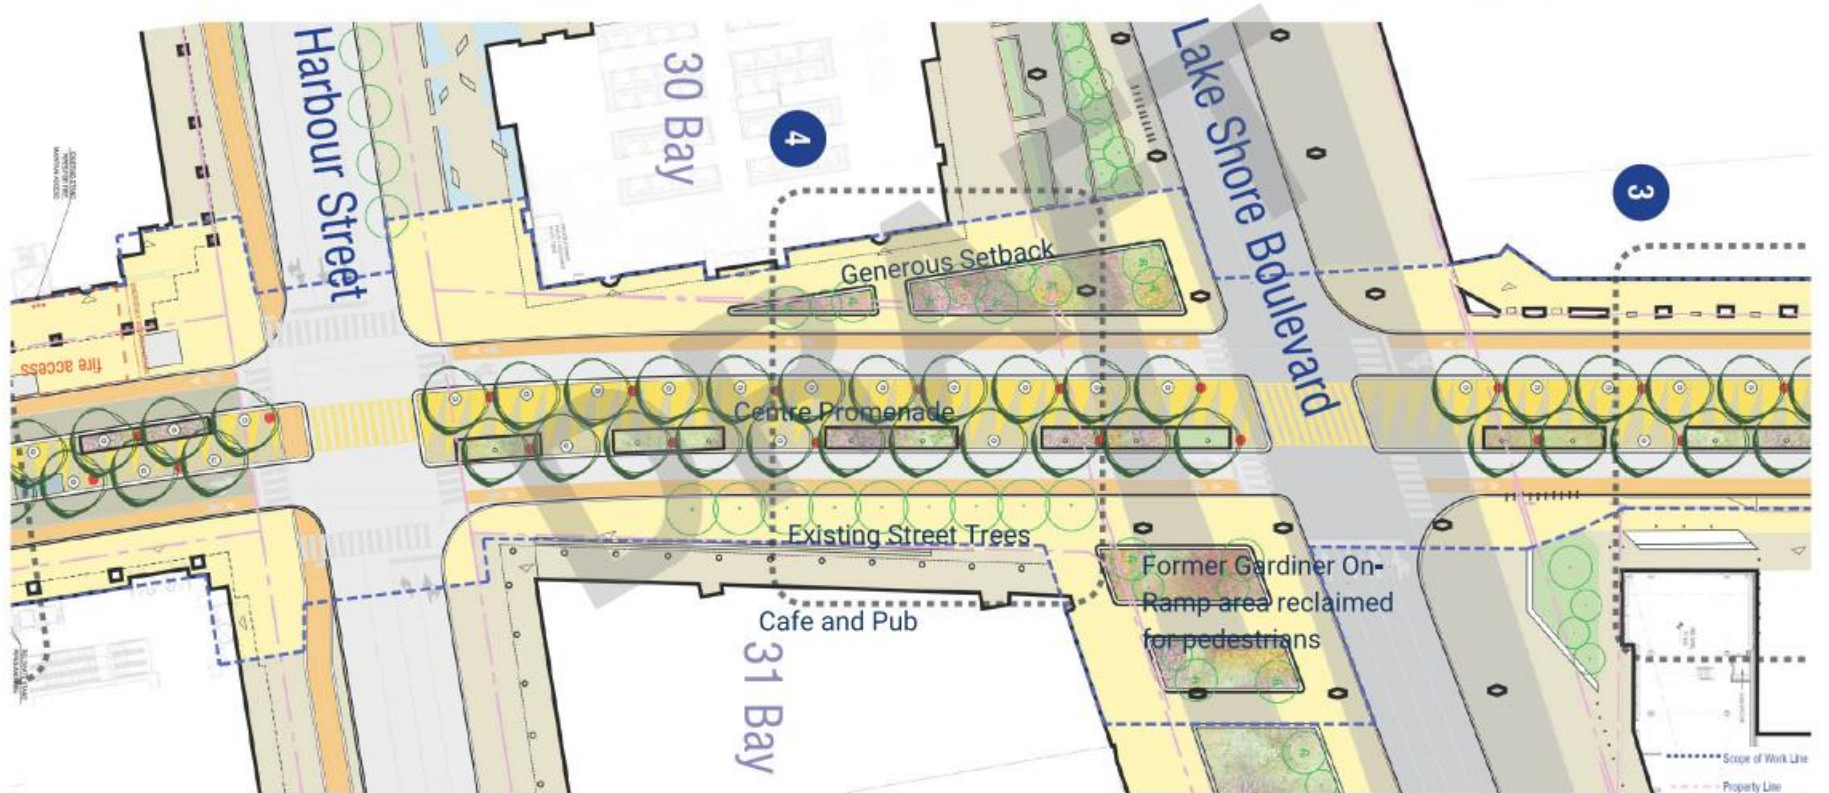 Harbour Street
30 Bay
4
Lake Shore Boulevard
3
Generous Setback
fire access
Centre Promenade
Existing Street Trees
Former Gardiner On-
Ramp area reclaimed
for pedestrians
Cafe and Pub
31 Bay
DRAFT
Scope of Work Line
Property Line